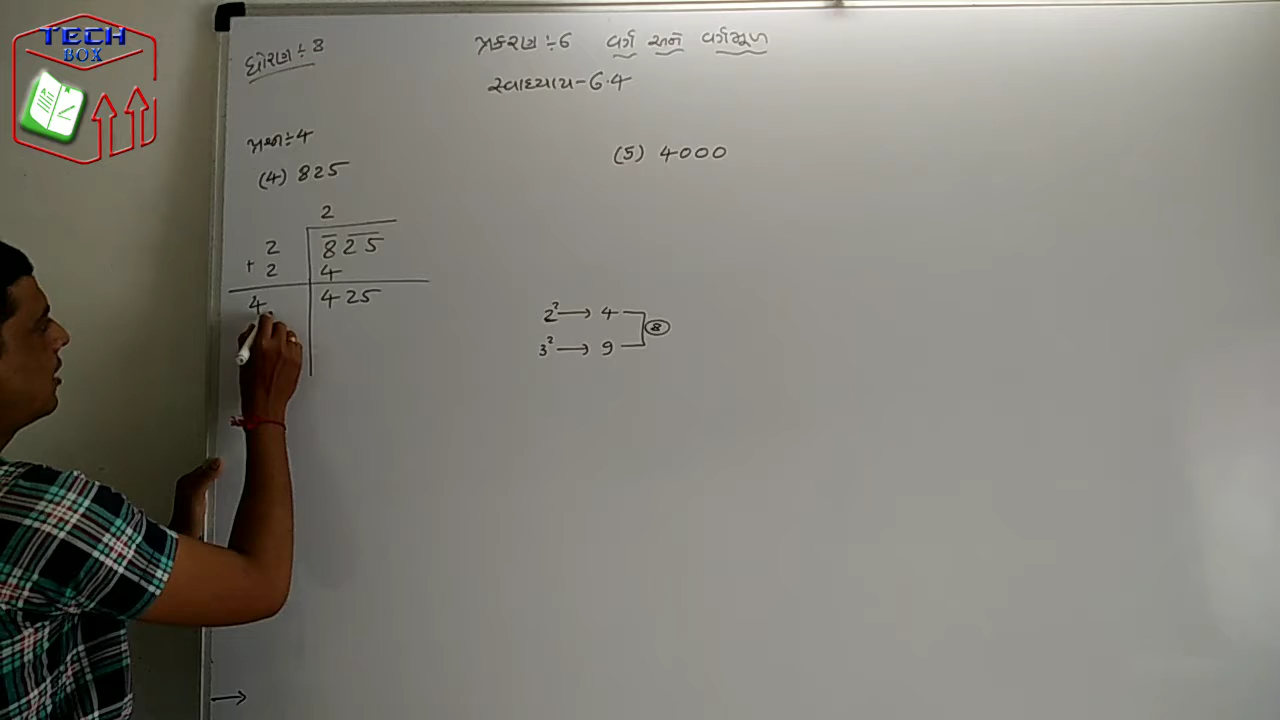 TECH
BOX
ધોરણ:8
પ્રકરણ:6 વર્ગ અને વર્ગમૂળ
સ્વાધ્યાય-6.4
પ્રશ્ન:4
(4) 825
(5) 4000
2
2 825
+ 2 4
4 425
2² → 4
8
3² → 9
→